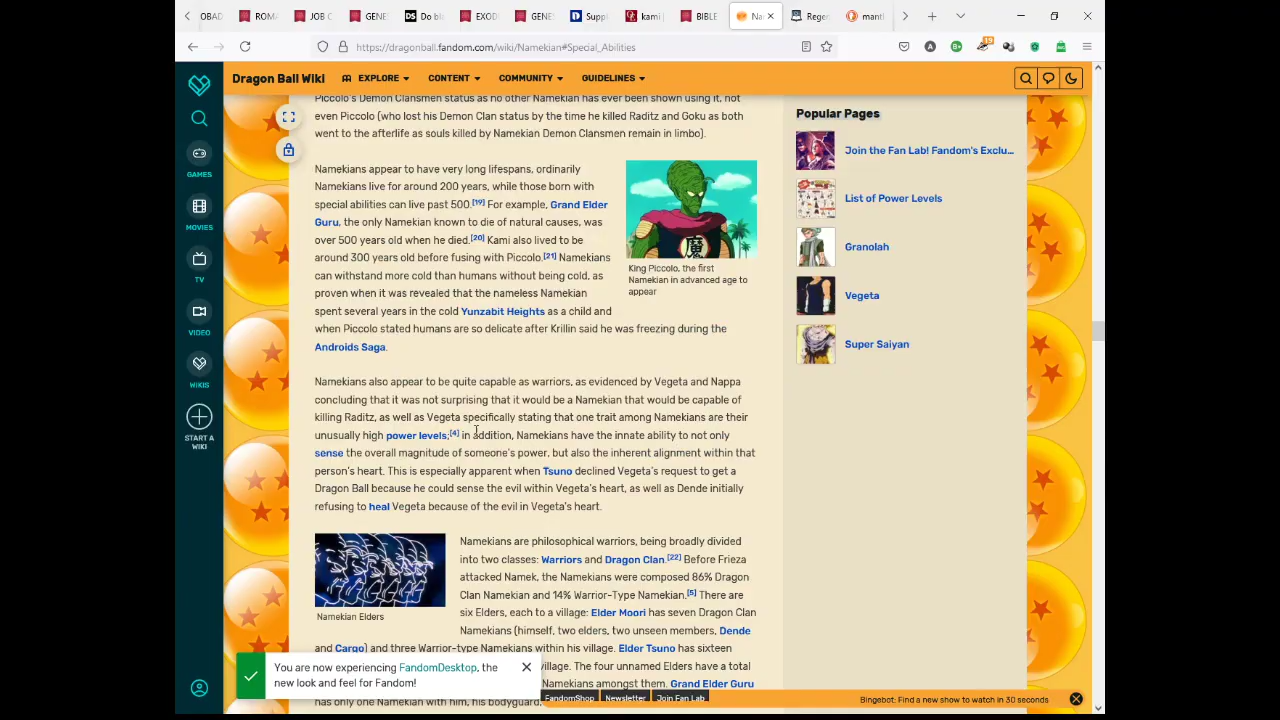 OBAD
ROMA
JOB C
GENE
Do bla
EXOD
GENES
Suppl
kami |
BIBLE
Na
Regen
manti
https://dragonball.fandom.com/wiki/Namekian#Special_Abilities
19
Dragon Ball Wiki
EXPLORE
CONTENT
COMMUNITY
GUIDELINES
GAMES
MOVIES
TV
VIDEO
WIKIS
START A
WIKI
Piccolo's Demon Clansmen status as no other Namekian has ever been shown using it, not
even Piccolo (who lost his Demon Clan status by the time he killed Raditz and Goku as both
went to the afterlife as souls killed by Namekian Demon Clansmen remain in limbo).
Namekians appear to have very long lifespans, ordinarily
Namekians live for around 200 years, while those born with
special abilities can live past 500.[19] For example, Grand Elder
Guru, the only Namekian known to die of natural causes, was
over 500 years old when he died.[20] Kami also lived to be
around 300 years old before fusing with Piccolo.[21] Namekians
can withstand more cold than humans without being cold, as
proven when it was revealed that the nameless Namekian
spent several years in the cold Yunzabit Heights as a child and
when Piccolo stated humans are so delicate after Krillin said he was freezing during the
Androids Saga.
魔
King Piccolo, the first
Namekian in advanced age to
appear
Namekians also appear to be quite capable as warriors, as evidenced by Vegeta and Nappa
concluding that it was not surprising that it would be a Namekian that would be capable of
killing Raditz, as well as Vegeta specifically stating that one trait among Namekians are their
unusually high power levels;[4] in addition, Namekians have the innate ability to not only
sense the overall magnitude of someone's power, but also the inherent alignment within that
person's heart. This is especially apparent when Tsuno declined Vegeta's request to get a
Dragon Ball because he could sense the evil within Vegeta's heart, as well as Dende initially
refusing to heal Vegeta because of the evil in Vegeta's heart.
Namekian Elders
Namekians are philosophical warriors, being broadly divided
into two classes: Warriors and Dragon Clan.[22] Before Frieza
attacked Namek, the Namekians were composed 86% Dragon
Clan Namekian and 14% Warrior-Type Namekian.[5] There are
six Elders, each to a village: Elder Moori has seven Dragon Clan
Namekians (himself, two elders, two unseen members, Dende
and Cargo) and three Warrior-type Namekians within his village. Elder Tsuno has sixteen
village. The four unnamed Elders have a total
Namekians amongst them. Grand Elder Guru
has only one Namekian with him, his bodyguard.
Popular Pages
Join the Fan Lab! Fandom's Exclu...
List of Power Levels
Granolah
Vegeta
Super Saiyan
You are now experiencing FandomDesktop, the
new look and feel for Fandom!
FandomShop
Newsletter
Join Fan Lab
Bingebot: Find a new show to watch in 30 seconds